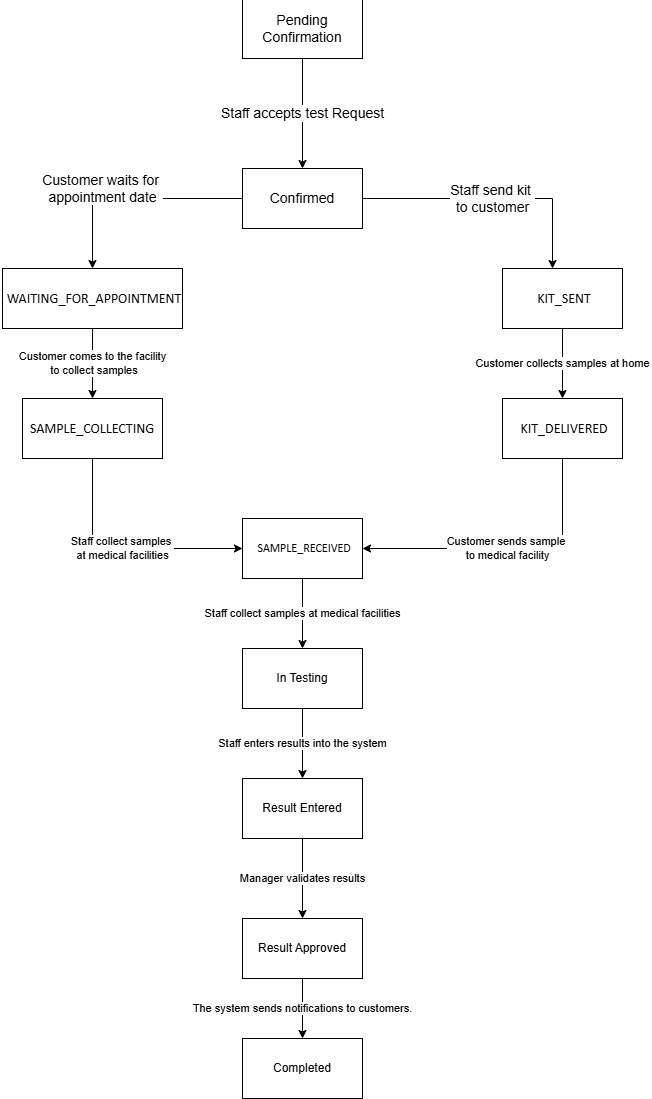 Pending
Confirmation
Staff accepts test Request
Customer waits for
appointment date
Confirmed
Staff send kit
to customer
WAITING_FOR_APPOINTMENT
KIT_SENT
Customer comes to the facility
to collect samples
Customer collects samples at home
SAMPLE_COLLECTING
KIT_DELIVERED
Staff collect samples
at medical facilities
SAMPLE_RECEIVED
Customer sends sample
to medical facility
Staff collect samples at medical facilities
In Testing
Staff enters results into the system
Result Entered
Manager validates results
Result Approved
The system sends notifications to customers.
Completed